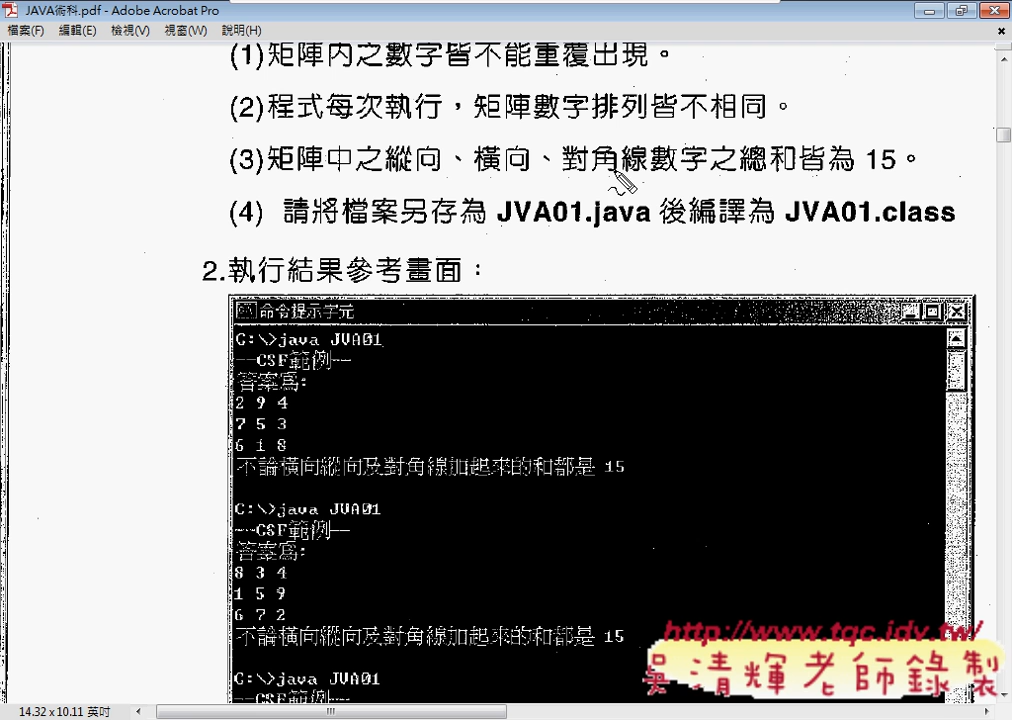 JAVA術科.pdf - Adobe Acrobat Pro
檔案(F) 編輯(E) 檢視(V) 視窗(W) 說明(H)
(1)矩陣內之數字皆不能重覆出現。
(2)程式每次執行，矩陣數字排列皆不相同。
(3)矩陣中之縱向、橫向、對角線數字之總和皆為 15。
(4) 請將檔案另存為 JVA01.java 後編譯為 JVA01.class
2.執行結果參考畫面：
命令提示字元
C:\>java JVA01
--CSF範例--
答案為:
2 9 4
7 5 3
6 1 8
不論橫向縱向及對角線加起來的和都是 15
C:\>java JVA01
--CSF範例--
答案為:
8 3 4
1 5 9
6 7 2
不論橫向縱向及對角線加起來的和都是 15
C:\>java JVA01
--CSF範例--
http://www.tqc.idv.tw/
吳清輝老師錄製
14.32 x 10.11 英吋